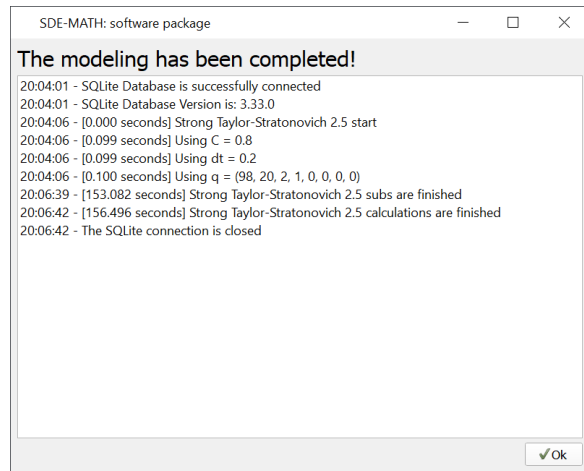 SDE-MATH: software package
The modeling has been completed!
20:04:01 - SQLite Database is successfully connected
20:04:01 - SQLite Database Version is: 3.33.0
20:04:06 - [0.000 seconds] Strong Taylor-Stratonovich 2.5 start
20:04:06 - [0.099 seconds] Using C = 0.8
20:04:06 - [0.099 seconds] Using dt = 0.2
20:04:06 - [0.100 seconds] Using q = (98, 20, 2, 1, 0, 0, 0, 0)
20:06:39 - [153.082 seconds] Strong Taylor-Stratonovich 2.5 subs are finished
20:06:42 - [156.496 seconds] Strong Taylor-Stratonovich 2.5 calculations are finished
20:06:42 - The SQLite connection is closed
Ok